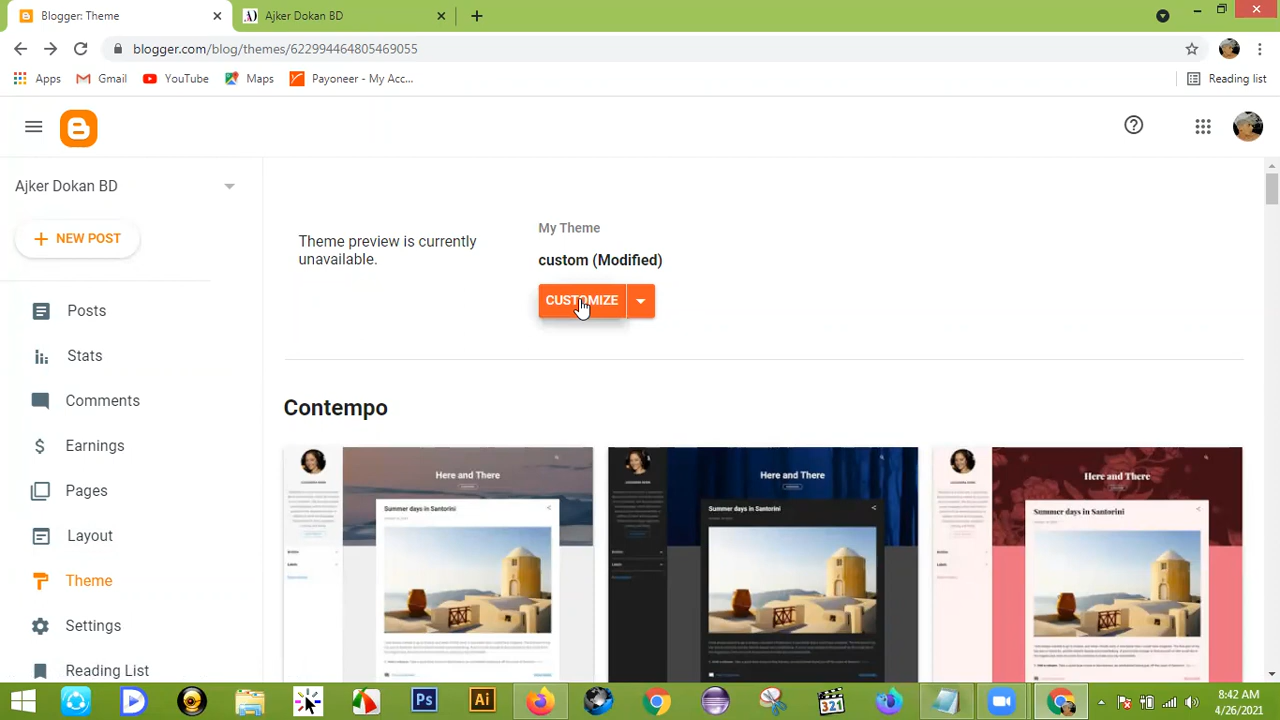 Blogger: Theme
Ajker Dokan BD
blogger.com/blog/themes/622994464805469055
Apps
Gmail
YouTube
Maps
Payoneer - My Acc...
Reading list
Ajker Dokan BD
NEW POST
Posts
Stats
Comments
Earnings
Pages
Layout
Theme
Settings
List
Theme preview is currently
unavailable.
My Theme
custom (Modified)
CUSTOMIZE
Contempo
Here and There
Summer days in Santorini
Here and There
Summer days in Santorini
Here and There
Summer days in Santorini
Ps
Ai
321
8:42 AM
4/26/2021